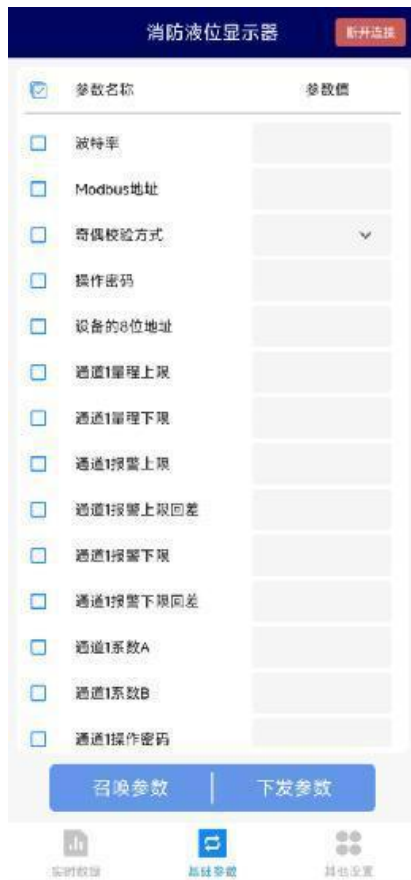 消防液位显示器
断开连接
参数名称 参数值
波特率
Modbus地址
奇偶校验方式
操作密码
设备的8位地址
通道1量程上限
通道1量程下限
通道1报警上限
通道1报警上限回差
通道1报警下限
通道1报警下限回差
通道1系数A
通道1系数B
通道1操作密码
召唤参数 下发参数
实时数据 基础参数 其他设置